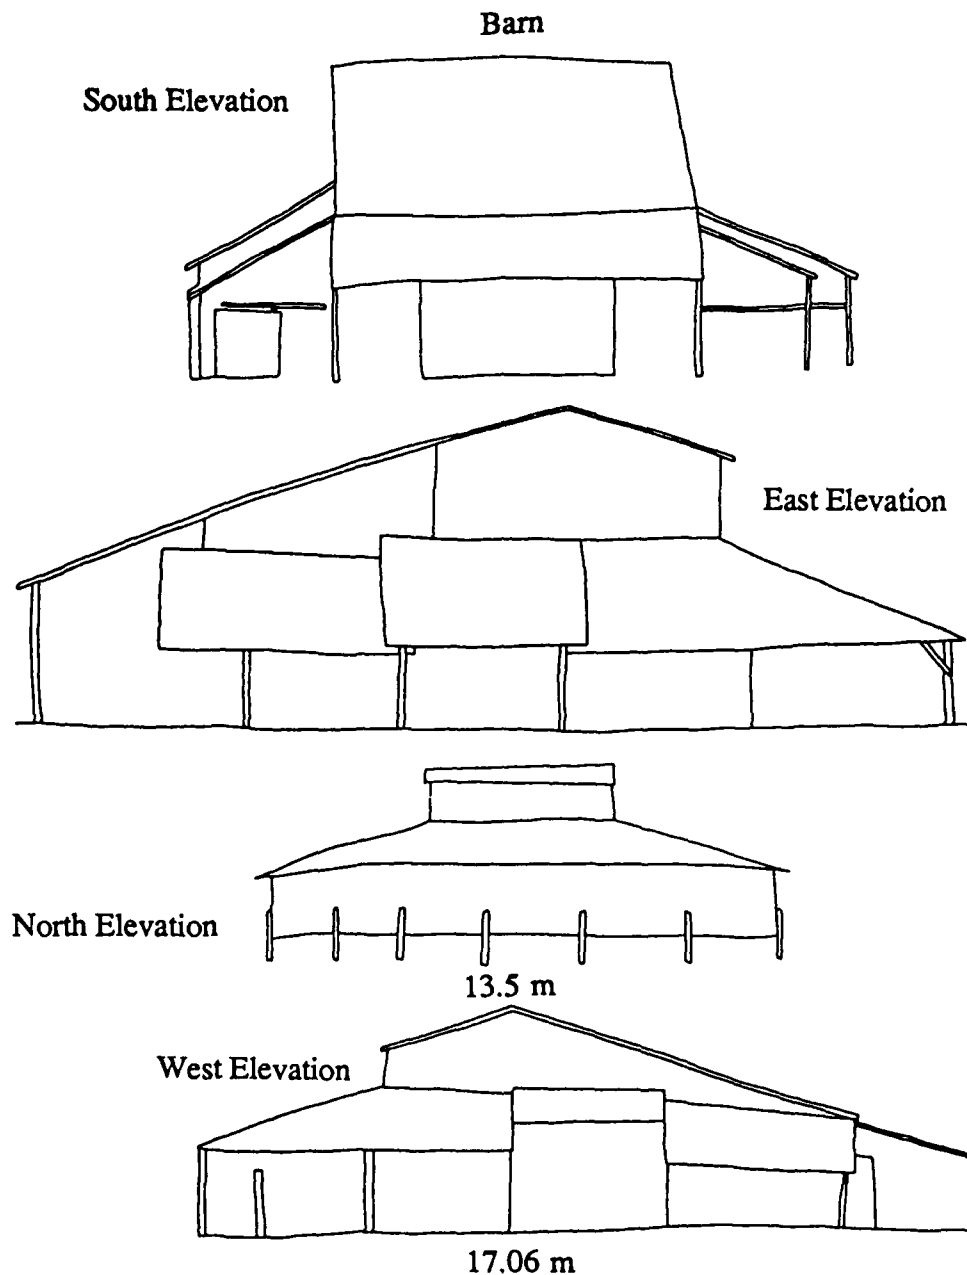 Barn
South Elevation
East Elevation
North Elevation
13.5 m
West Elevation
17.06 m